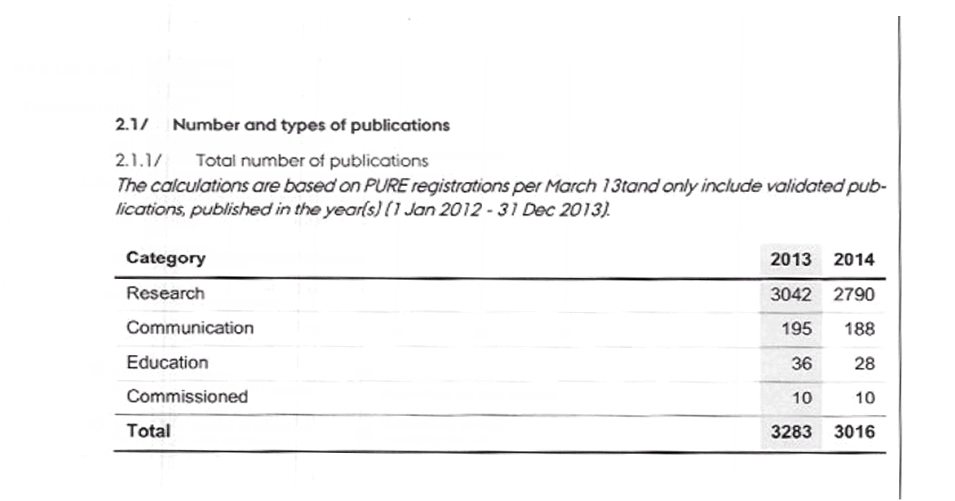 2.1/ Number and types of publications
2.1.1/ Total number of publications
The calculations are based on PURE registrations per March 13tand only include validated pub-
lications, published in the year(s) (1 Jan 2012 - 31 Dec 2013).
Category 2013 2014
Research 3042 2790
Communication 195 188
Education 36 28
Commissioned 10 10
Total 3283 3016